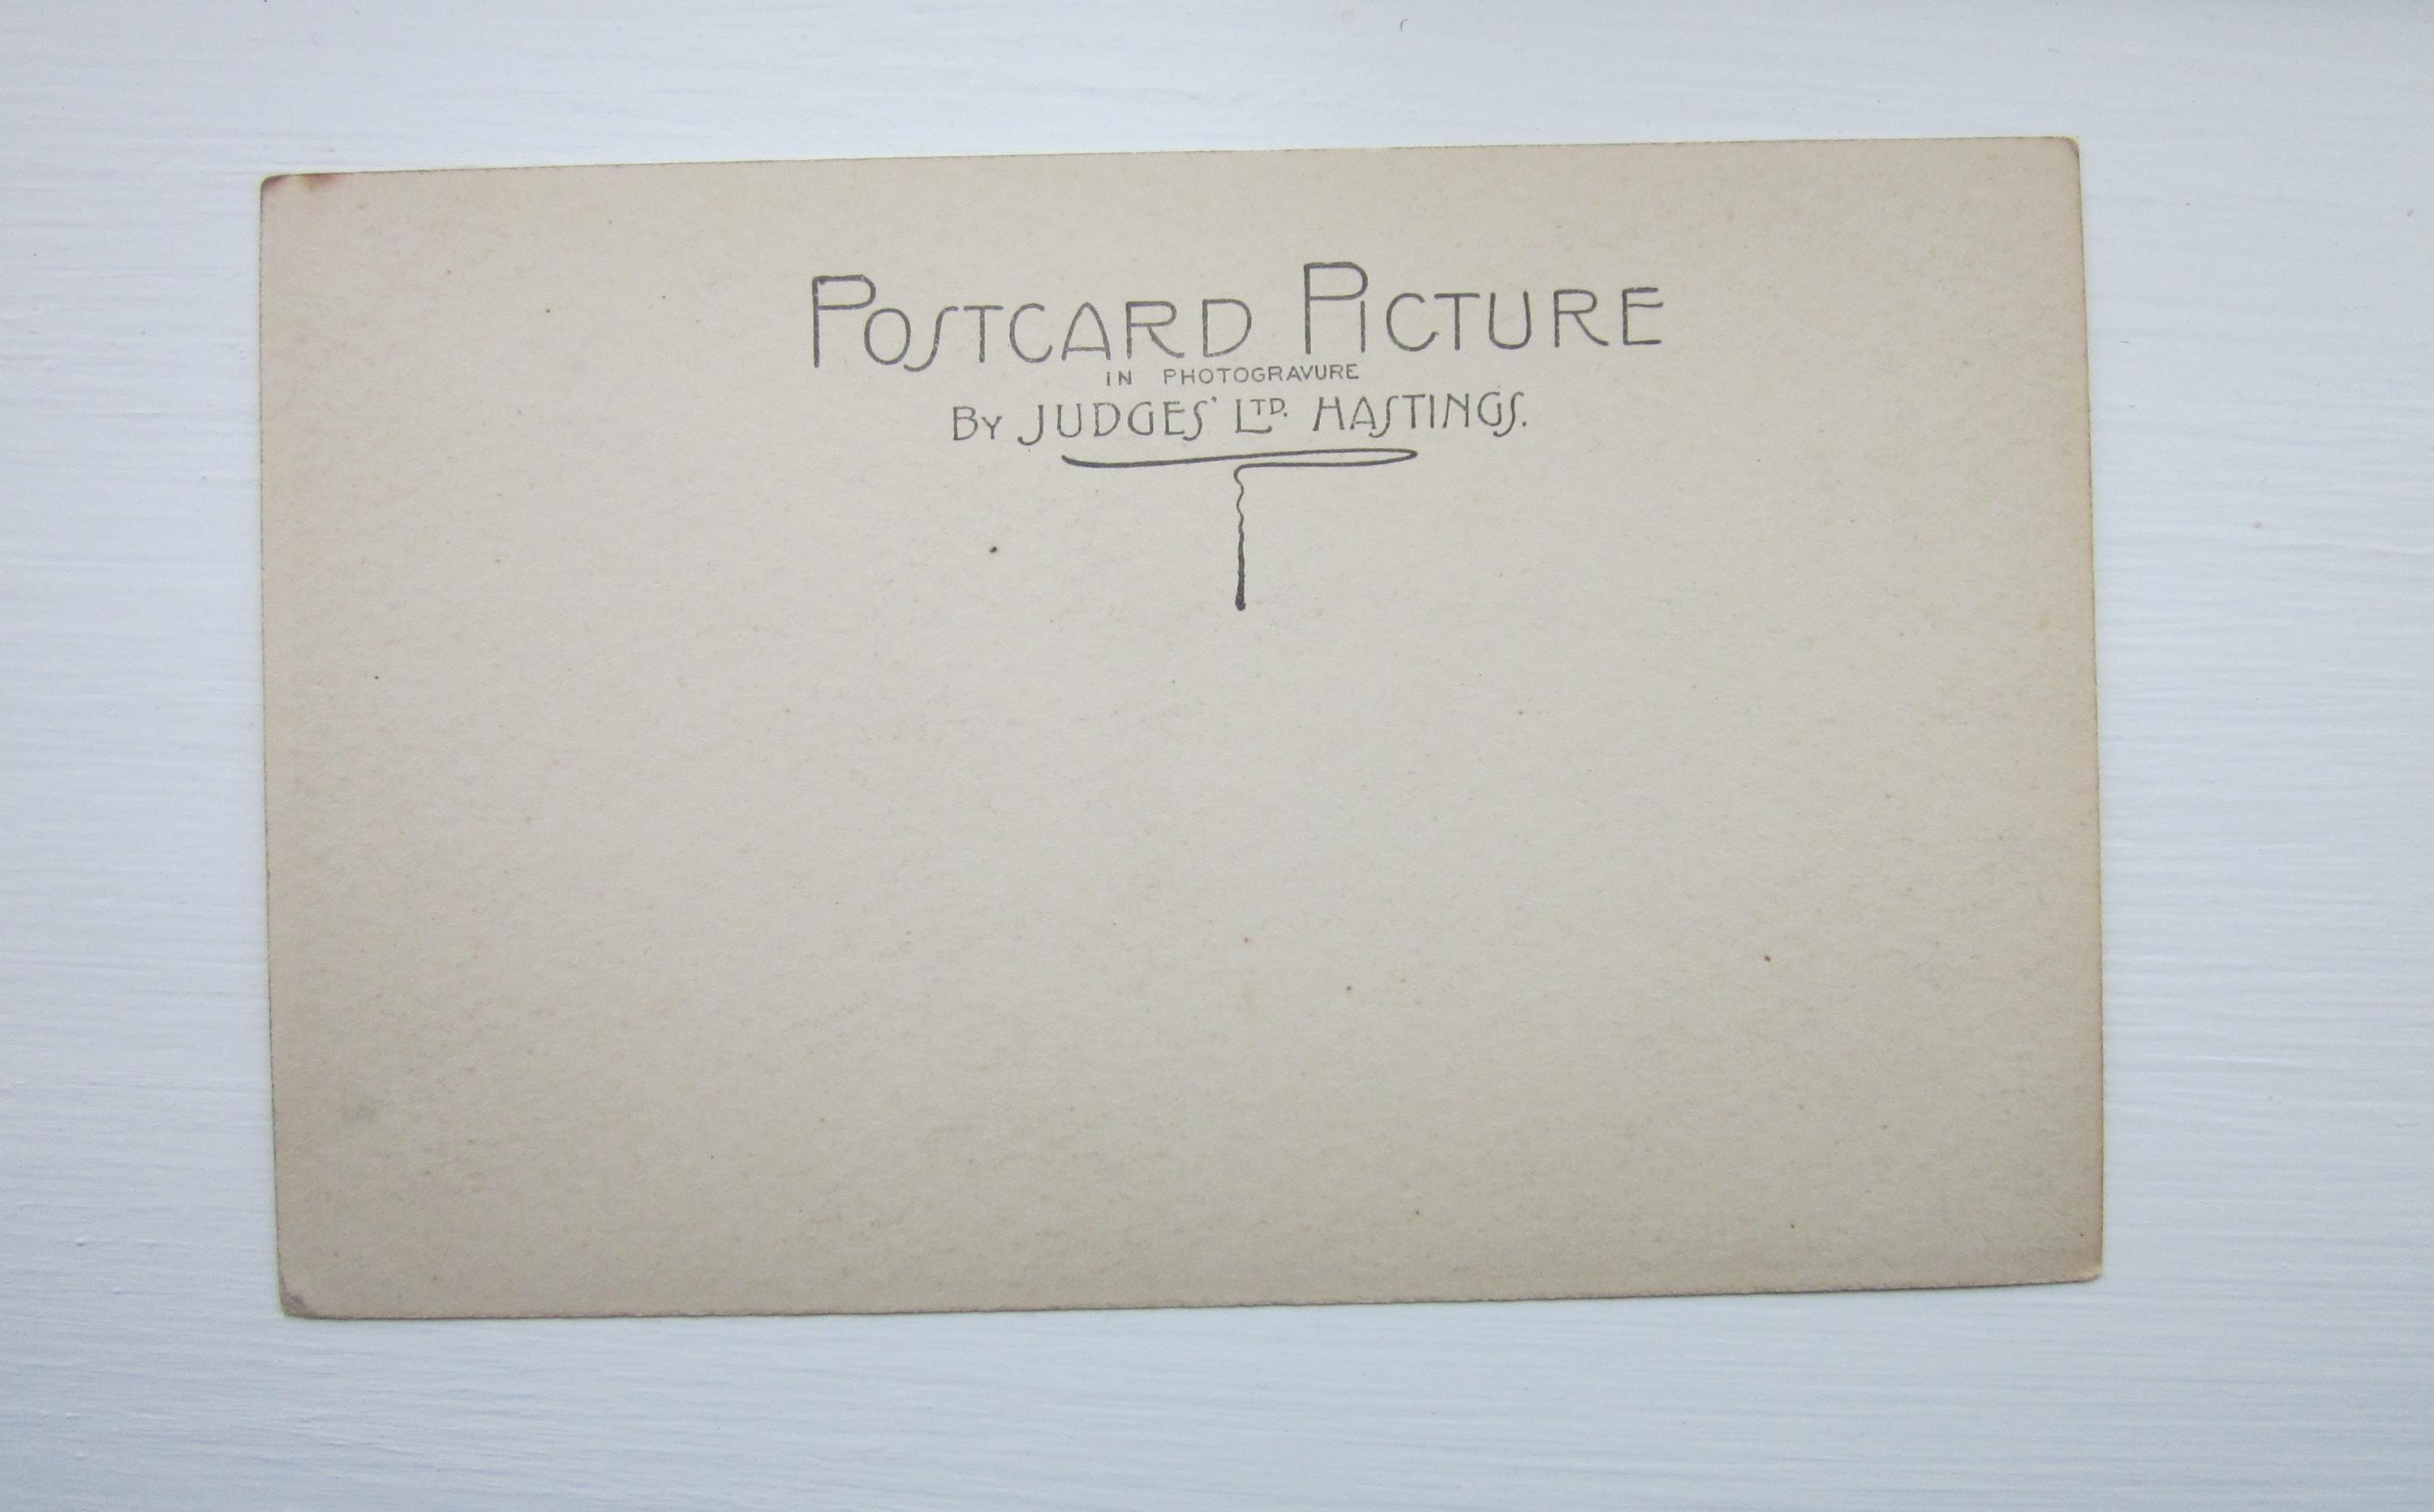 POSTCARD PICTURE
IN PHOTOGRAVURE
BY JUDGES' LTD. HASTINGS.